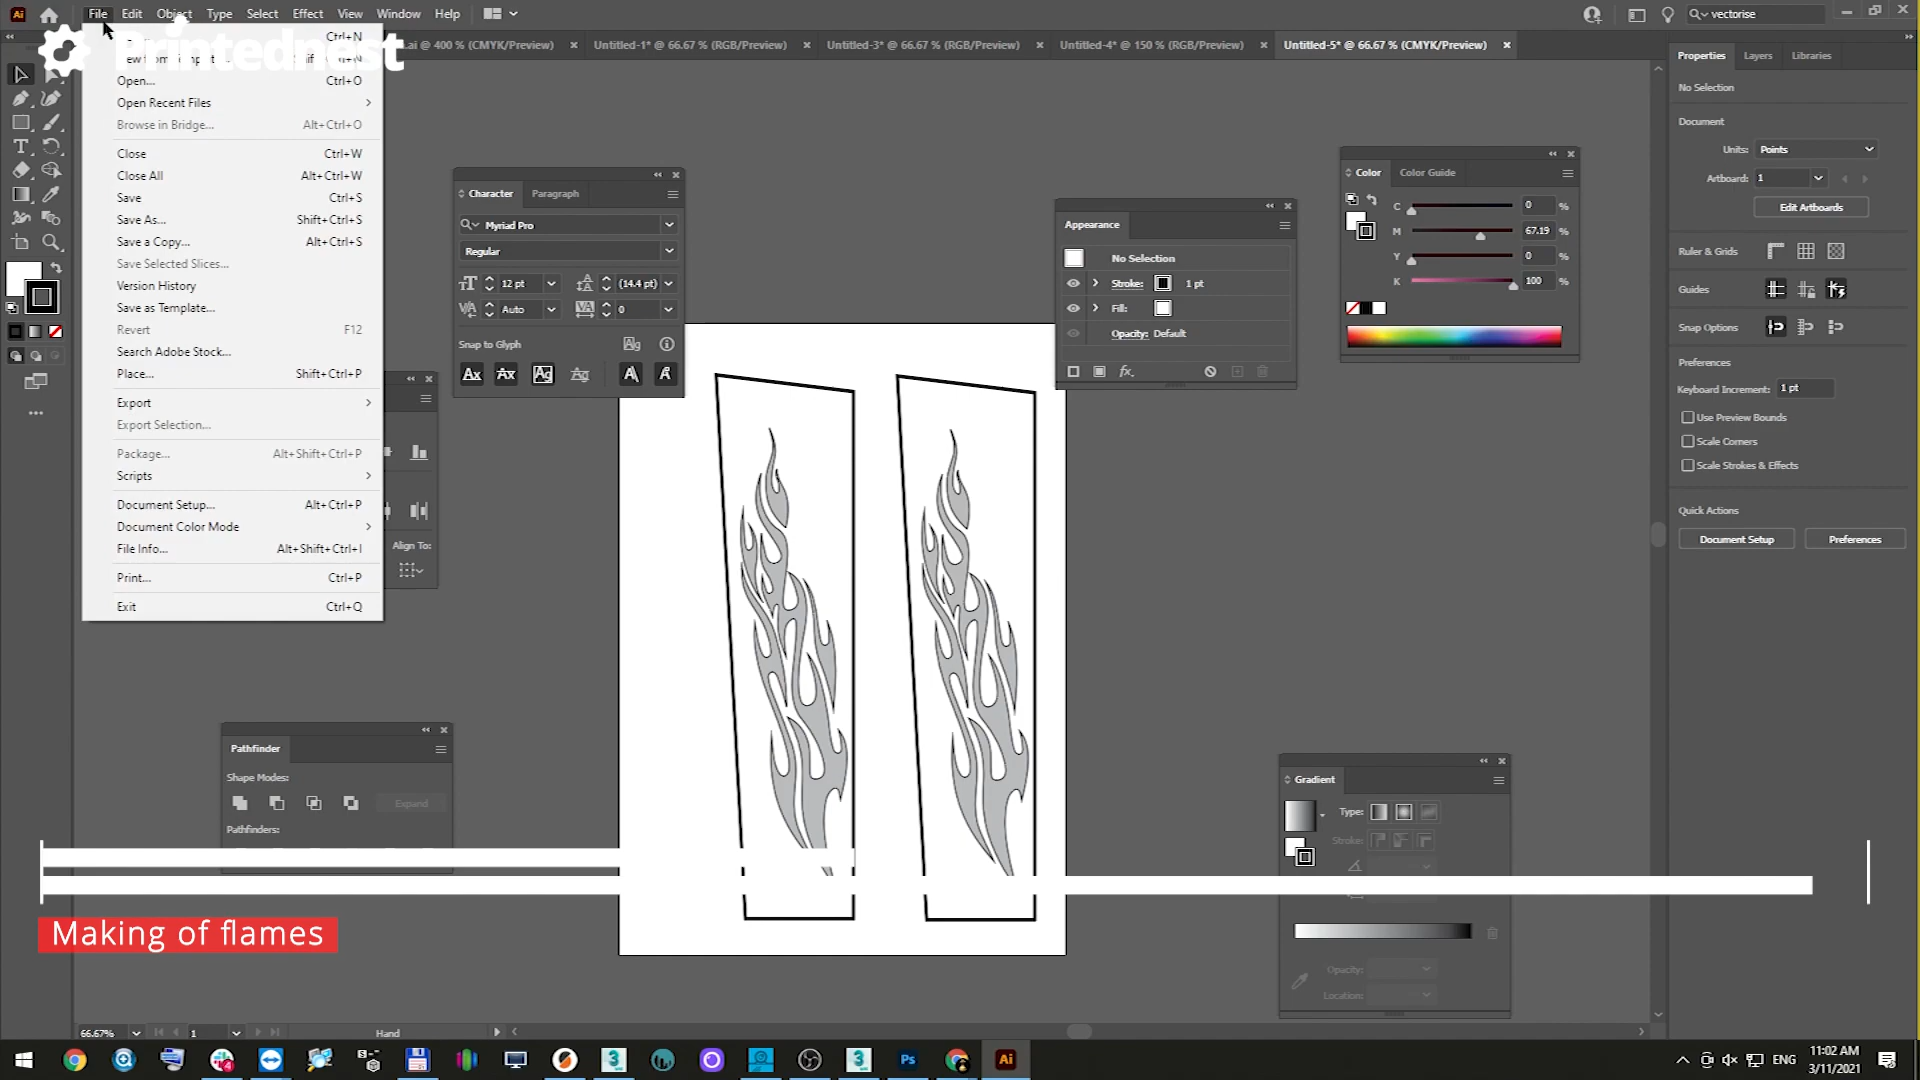 File Edit Object Type Select Effect View Window Help
vectorise
Printednest
.ai @ 400 % (CMYK/Preview) Untitled-1* @ 66.67 % (RGB/Preview) Untitled-3* @ 66.67 % (RGB/Preview) Untitled-4* @ 150 % (RGB/Preview) Untitled-5* @ 66.67 % (CMYK/Preview)
Ctrl+N
Open... Ctrl+O
Open Recent Files
Browse in Bridge... Alt+Ctrl+O
Close Ctrl+W
Close All Alt+Ctrl+W
Save Ctrl+S
Save As... Shift+Ctrl+S
Save a Copy... Alt+Ctrl+S
Save Selected Slices...
Version History
Save as Template...
Revert F12
Search Adobe Stock...
Place... Shift+Ctrl+P
Export
Export Selection...
Package... Alt+Shift+Ctrl+P
Scripts
Document Setup... Alt+Ctrl+P
Document Color Mode
File Info... Alt+Shift+Ctrl+I
Print... Ctrl+P
Exit Ctrl+Q
Align To:
Character Paragraph
Myriad Pro
Regular
12 pt (14.4 pt)
Auto 0
Snap to Glyph
Pathfinder
Shape Modes:
Expand
Pathfinders:
Appearance
No Selection
Stroke: 1 pt
Fill:
Opacity: Default
Color Color Guide
C 0 %
M 67.19 %
Y 0 %
K 100 %
Gradient
Type:
Stroke:
Opacity:
Location:
Properties Layers Libraries
No Selection
Document
Units: Points
Artboard: 1
Edit Artboards
Ruler & Grids
Guides
Snap Options
Preferences
Keyboard Increment: 1 pt
Use Preview Bounds
Scale Corners
Scale Strokes & Effects
Quick Actions
Document Setup Preferences
Making of flames
66.67% 1 Hand
ENG
11:02 AM
3/11/2021